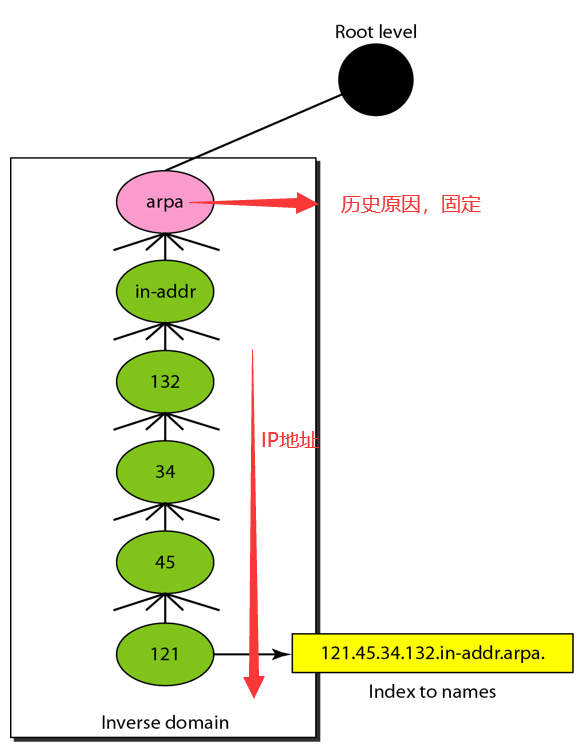 Root level
arpa
历史原因，固定
in-addr
132
IP地址
34
45
121
121.45.34.132.in-addr.arpa.
Index to names
Inverse domain